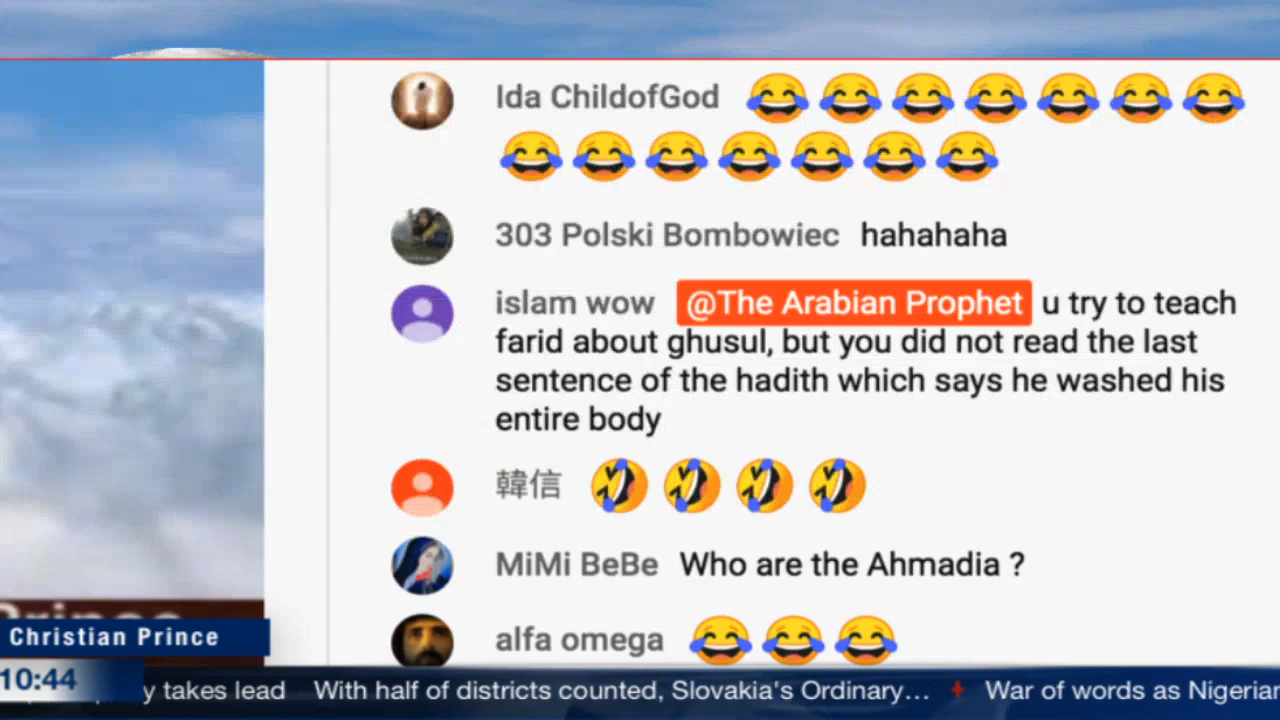 Ida ChildofGod 😂😂😂😂😂😂😂
😂😂😂😂😂😂😂
303 Polski Bombowiec hahahaha
islam wow @The Arabian Prophet u try to teach
farid about ghusul, but you did not read the last
sentence of the hadith which says he washed his
entire body
韓信 🤣🤣🤣🤣
MiMi BeBe Who are the Ahmadia ?
alfa omega 😂😂😂
Prince
Christian Prince
10:44
y takes lead With half of districts counted, Slovakia's Ordinary... War of words as Nigerian